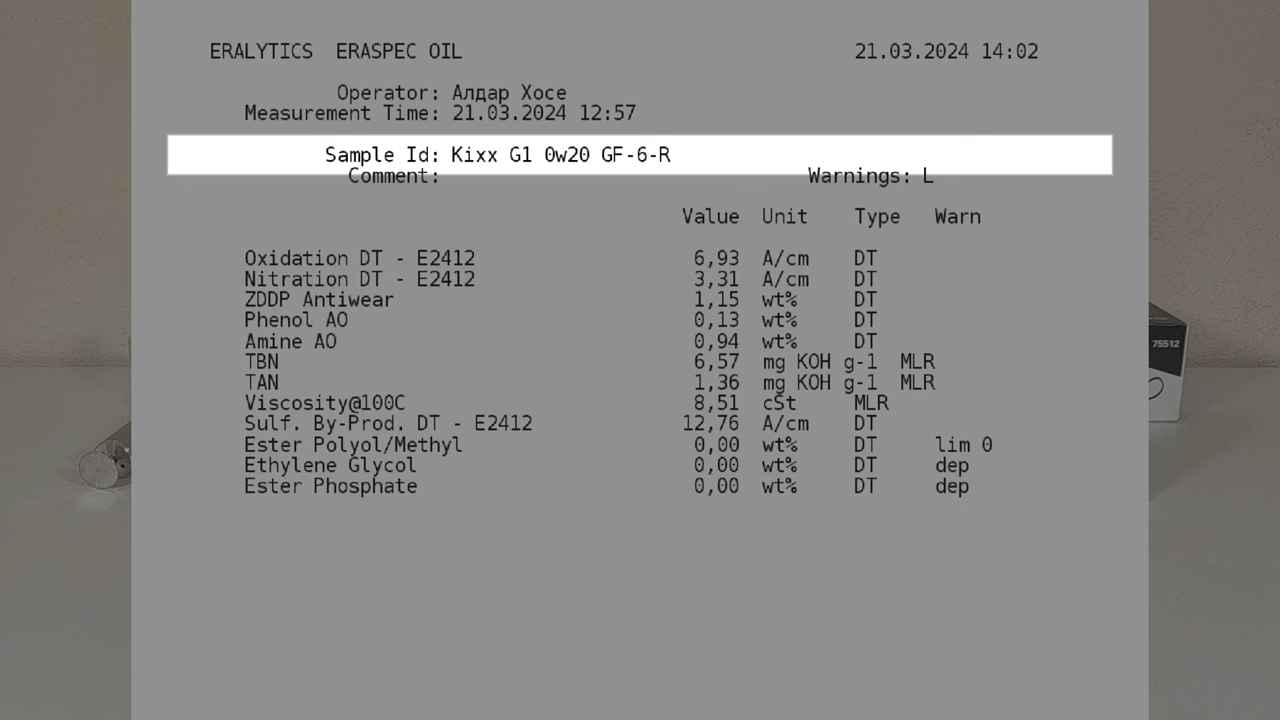 ERALYTICS ERASPEC OIL 21.03.2024 14:02
Operator: Алдар Хосе
Measurement Time: 21.03.2024 12:57
Sample Id: Kixx G1 0w20 GF-6-R
Comment: Warnings: L
Value Unit Type Warn
Oxidation DT - E2412 6,93 A/cm DT
Nitration DT - E2412 3,31 A/cm DT
ZDDP Antiwear 1,15 wt% DT
Phenol AO 0,13 wt% DT
Amine AO 0,94 wt% DT
TBN 6,57 mg KOH g-1 MLR
TAN 1,36 mg KOH g-1 MLR
Viscosity@100C 8,51 cSt MLR
Sulf. By-Prod. DT - E2412 12,76 A/cm DT
Ester Polyol/Methyl 0,00 wt% DT lim 0
Ethylene Glycol 0,00 wt% DT dep
Ester Phosphate 0,00 wt% DT dep
75512